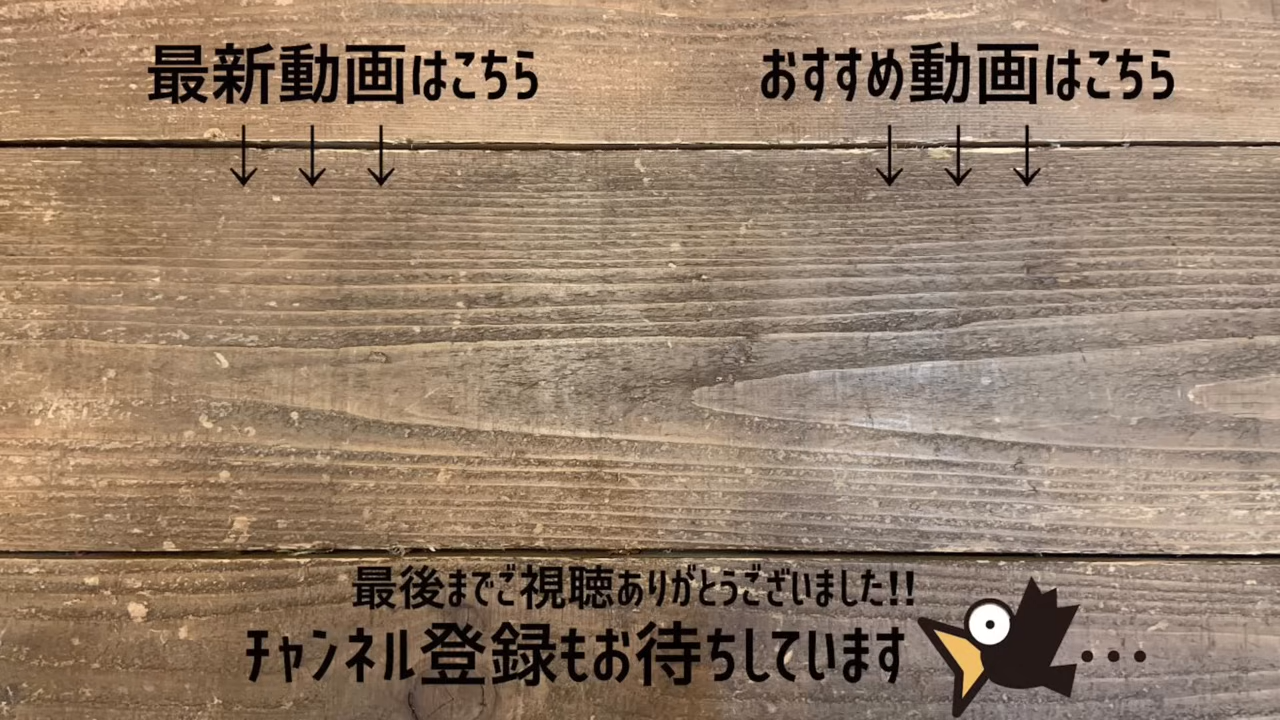 最新動画はこちら
おすすめ動画はこちら
↓↓↓
↓↓↓
最後までご視聴ありがとうございました!!
チャンネル登録もお待ちしています